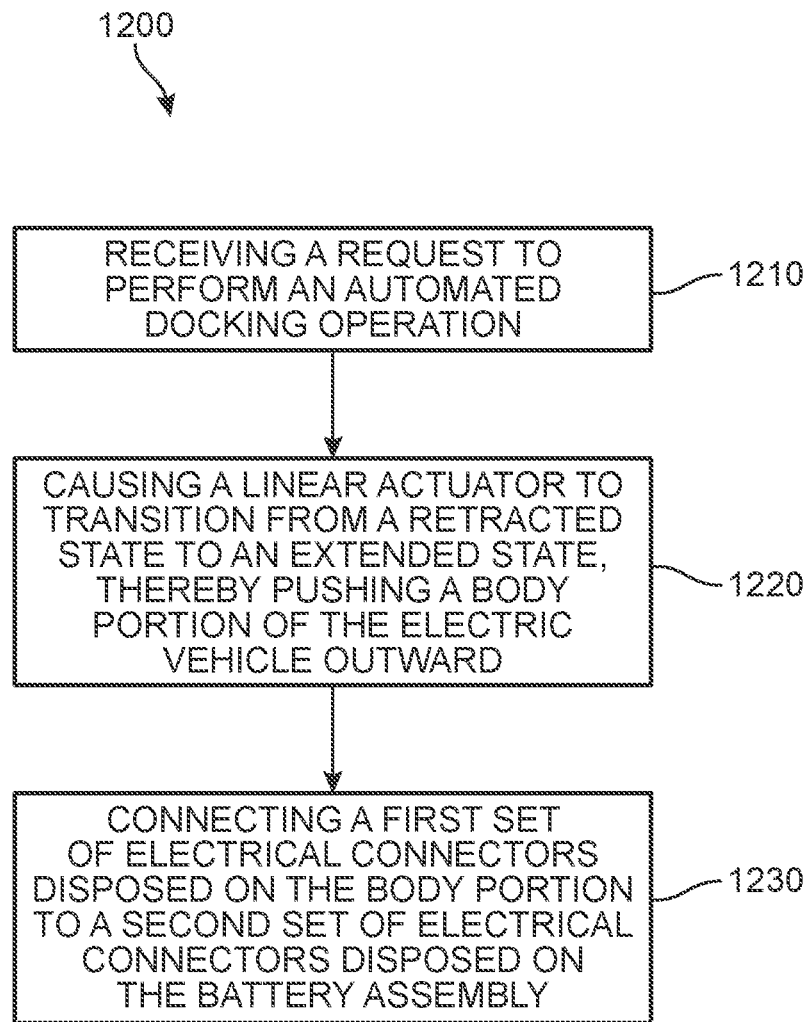 1200
RECEIVING A REQUEST TO
PERFORM AN AUTOMATED
DOCKING OPERATION
1210
CAUSING A LINEAR ACTUATOR TO
TRANSITION FROM A RETRACTED
STATE TO AN EXTENDED STATE,
THEREBY PUSHING A BODY
PORTION OF THE ELECTRIC
VEHICLE OUTWARD
1220
CONNECTING A FIRST SET
OF ELECTRICAL CONNECTORS
DISPOSED ON THE BODY PORTION
TO A SECOND SET OF ELECTRICAL
CONNECTORS DISPOSED ON
THE BATTERY ASSEMBLY
1230